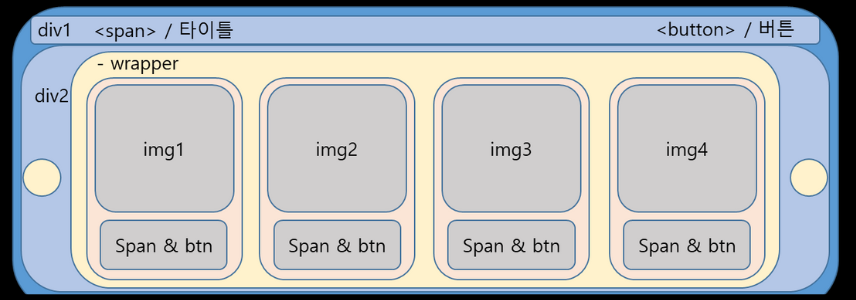 div1 <span> / 타이틀 <button> / 버튼
- wrapper
div2
img1 img2 img3 img4
Span & btn Span & btn Span & btn Span & btn